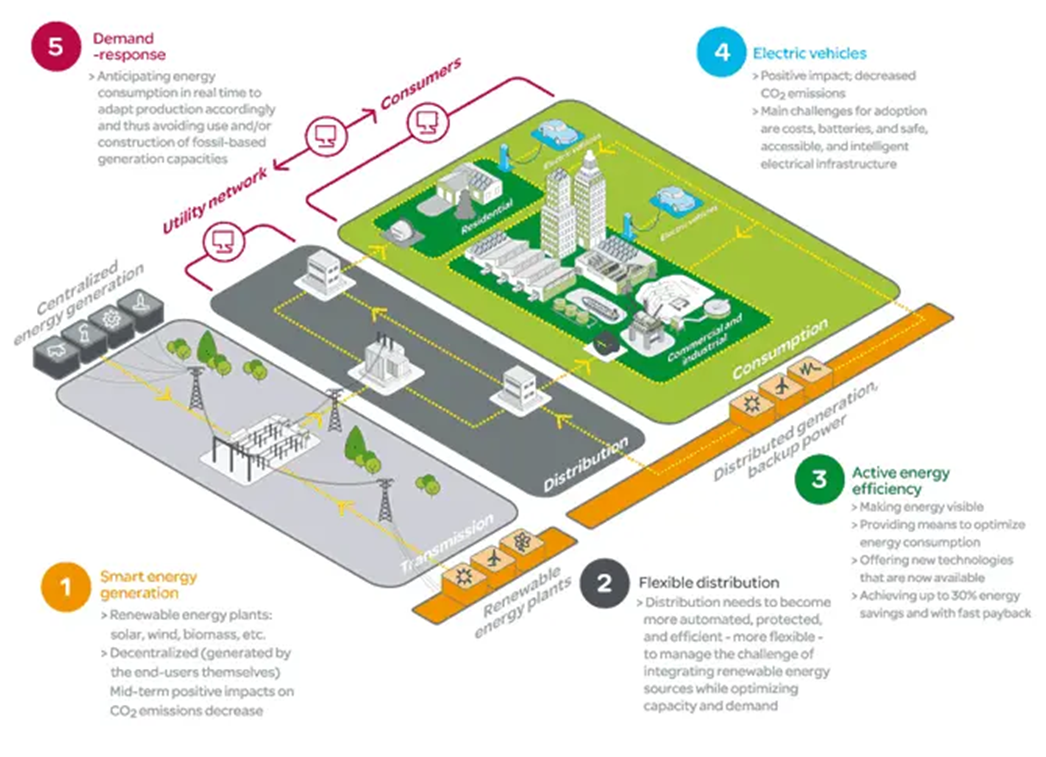 5
Demand
-response
> Anticipating energy
consumption in real time to
adapt production accordingly
and thus avoiding use and/or
construction of fossil-based
generation capacities
4
Electric vehicles
> Positive impact; decreased
CO2 emissions
> Main challenges for adoption
are costs, batteries, and safe,
accessible, and intelligent
electrical infrastructure
Consumers
Utility network
Centralized
energy generation
Electric vehicles
Residential
Electric vehicles
Commercial and
industrial
Consumption
Distribution
Transmission
Distributed generation,
backup power
Renewable
energy plants
3
Active energy
efficiency
> Making energy visible
> Providing means to optimize
energy consumption
> Offering new technologies
that are now available
> Achieving up to 30% energy
savings and with fast payback
1
Smart energy
generation
> Renewable energy plants:
solar, wind, biomass, etc.
> Decentralized (generated by
the end-users themselves)
Mid-term positive impacts on
CO2 emissions decrease
2
Flexible distribution
> Distribution needs to become
more automated, protected,
and efficient - more flexible -
to manage the challenge of
integrating renewable energy
sources while optimizing
capacity and demand